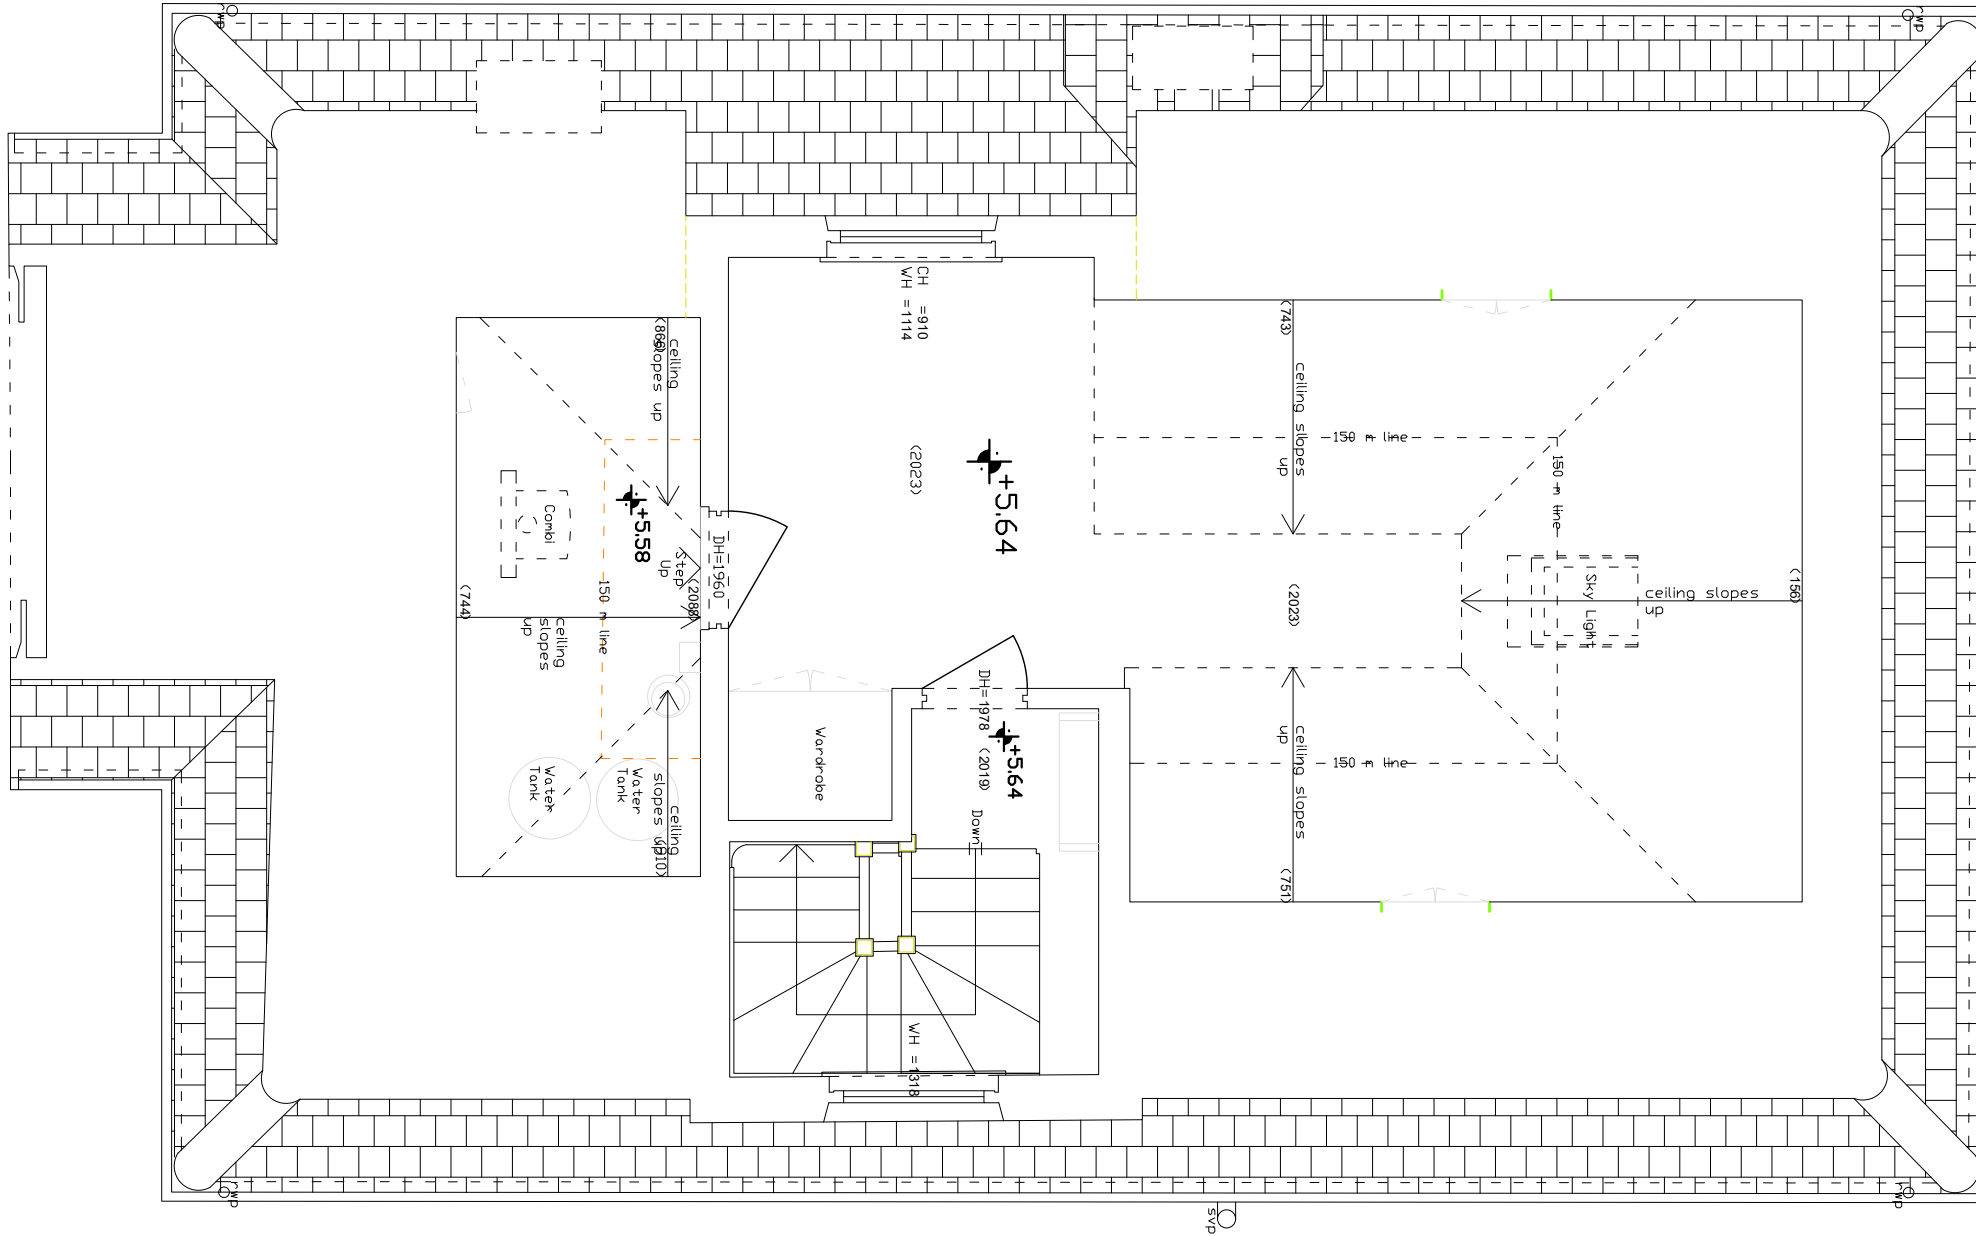 rwp
rwp
CH =910
WH =1114
(866)
ceiling
slopes up
(743)
ceiling slopes
up
150 m line
150 m line
(2023)
+5.64
+5.58
Combi
Step
Up
DH=1960
(2088)
(744)
150 m line
ceiling
slopes
up
(2023)
Sky Light
ceiling slopes
up
(156)
DH=1978
(2019)
+5.64
Wardrobe
Water
Tank
Water
Tank
ceiling
slopes up
(910)
Down
150 m line
ceiling slopes
up
(751)
WH =1318
rwp
rwp
svp